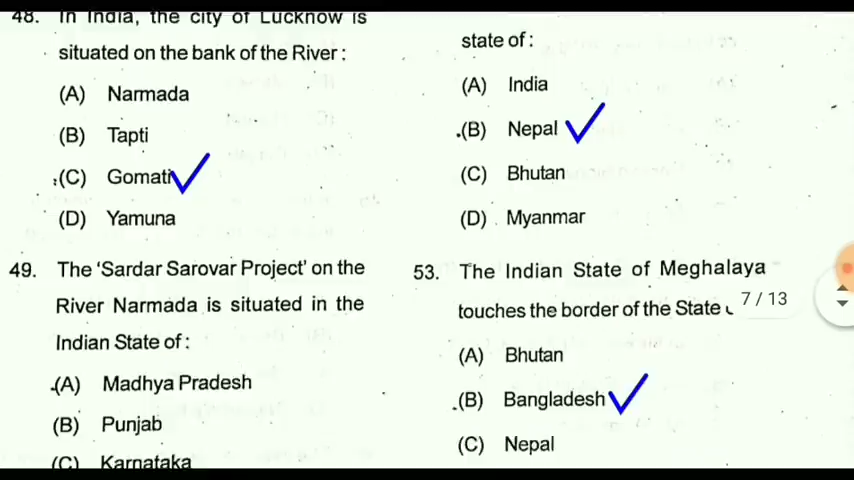 48. In India, the city of Lucknow is
situated on the bank of the River :
(A) Narmada
(B) Tapti
(C) Gomati
(D) Yamuna
49. The ‘Sardar Sarovar Project’ on the
River Narmada is situated in the
Indian State of :
(A) Madhya Pradesh
(B) Punjab
(C) Karnataka
state of :
(A) India
(B) Nepal
(C) Bhutan
(D) Myanmar
53. The Indian State of Meghalaya
touches the border of the State
7 / 13
(A) Bhutan
(B) Bangladesh
(C) Nepal